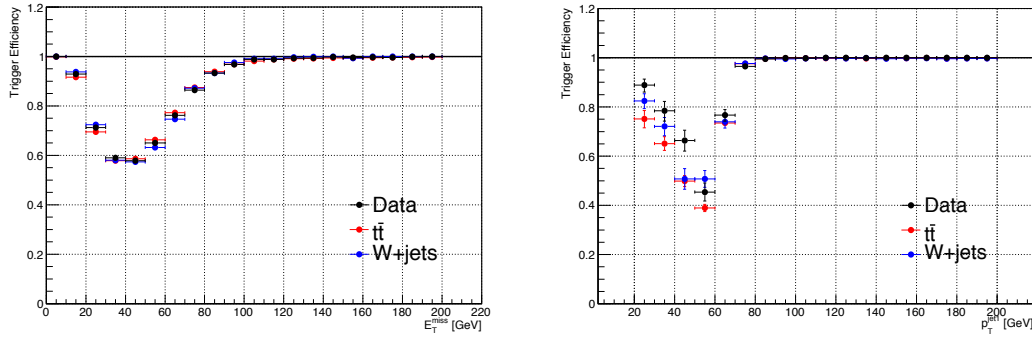 Trigger Efficiency
1.2
1
0.8
0.6
0.4
0.2
0
Data
tt̄
W+jets
0 20 40 60 80 100 120 140 160 180 200 220
E_T^miss [GeV]
Trigger Efficiency
1.2
1
0.8
0.6
0.4
0.2
0
Data
tt̄
W+jets
20 40 60 80 100 120 140 160 180 200
p_T^jet1 [GeV]